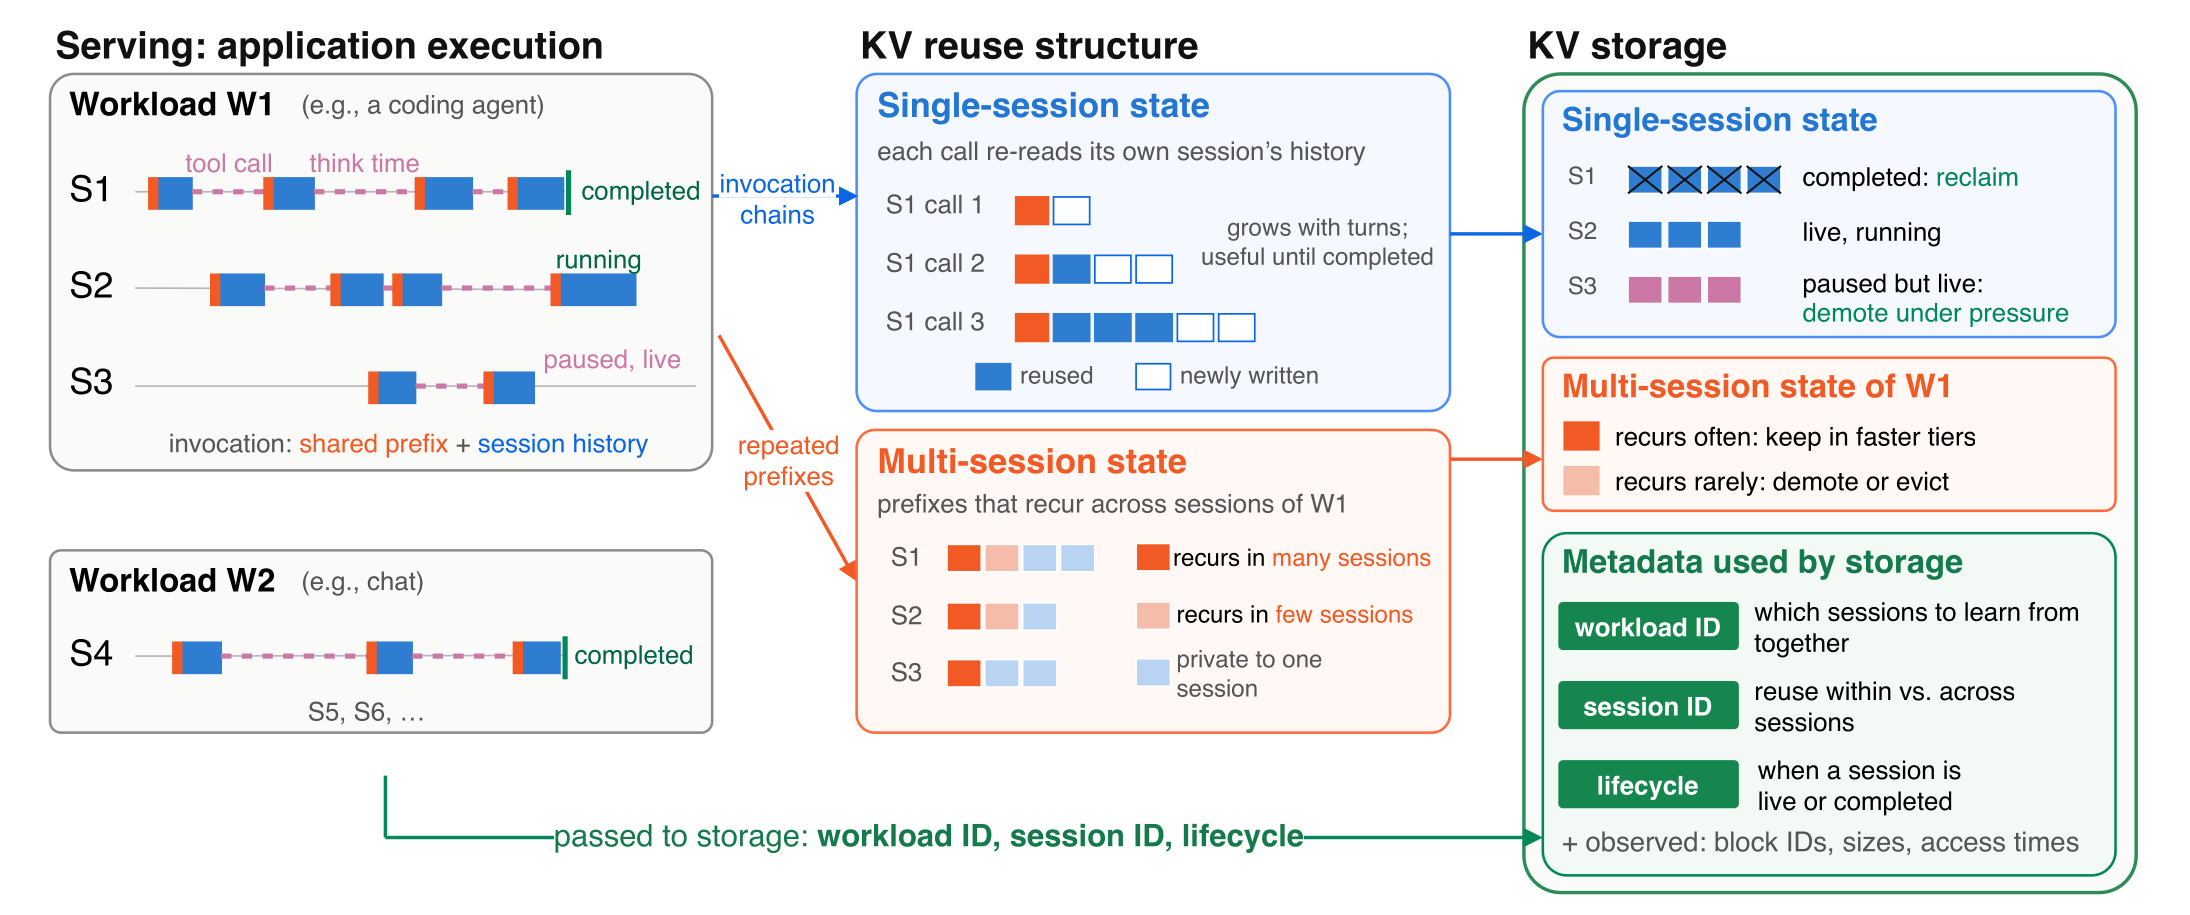 Serving: application execution
Workload W1 (e.g., a coding agent)
tool call think time
S1 completed
running
S2
paused, live
S3
invocation: shared prefix + session history
Workload W2 (e.g., chat)
S4 completed
S5, S6, …
invocation
chains
repeated
prefixes
KV reuse structure
Single-session state
each call re-reads its own session’s history
S1 call 1
S1 call 2
S1 call 3
grows with turns;
useful until completed
reused newly written
Multi-session state
prefixes that recur across sessions of W1
S1 recurs in many sessions
S2 recurs in few sessions
S3 private to one
session
passed to storage: workload ID, session ID, lifecycle
KV storage
Single-session state
S1 completed: reclaim
S2 live, running
S3 paused but live:
demote under pressure
Multi-session state of W1
recurs often: keep in faster tiers
recurs rarely: demote or evict
Metadata used by storage
workload ID which sessions to learn from
together
session ID reuse within vs. across
sessions
lifecycle when a session is
live or completed
+ observed: block IDs, sizes, access times